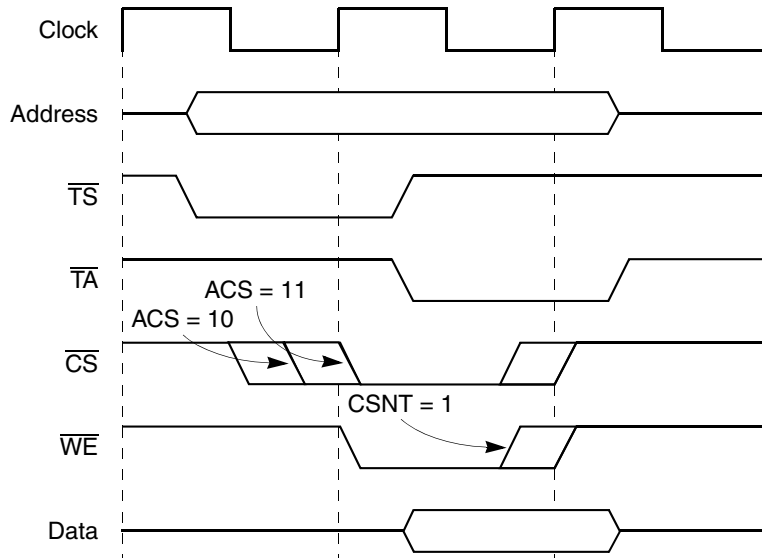 Clock
Address
TS
TA
ACS = 11
ACS = 10
CS
CSNT = 1
WE
Data